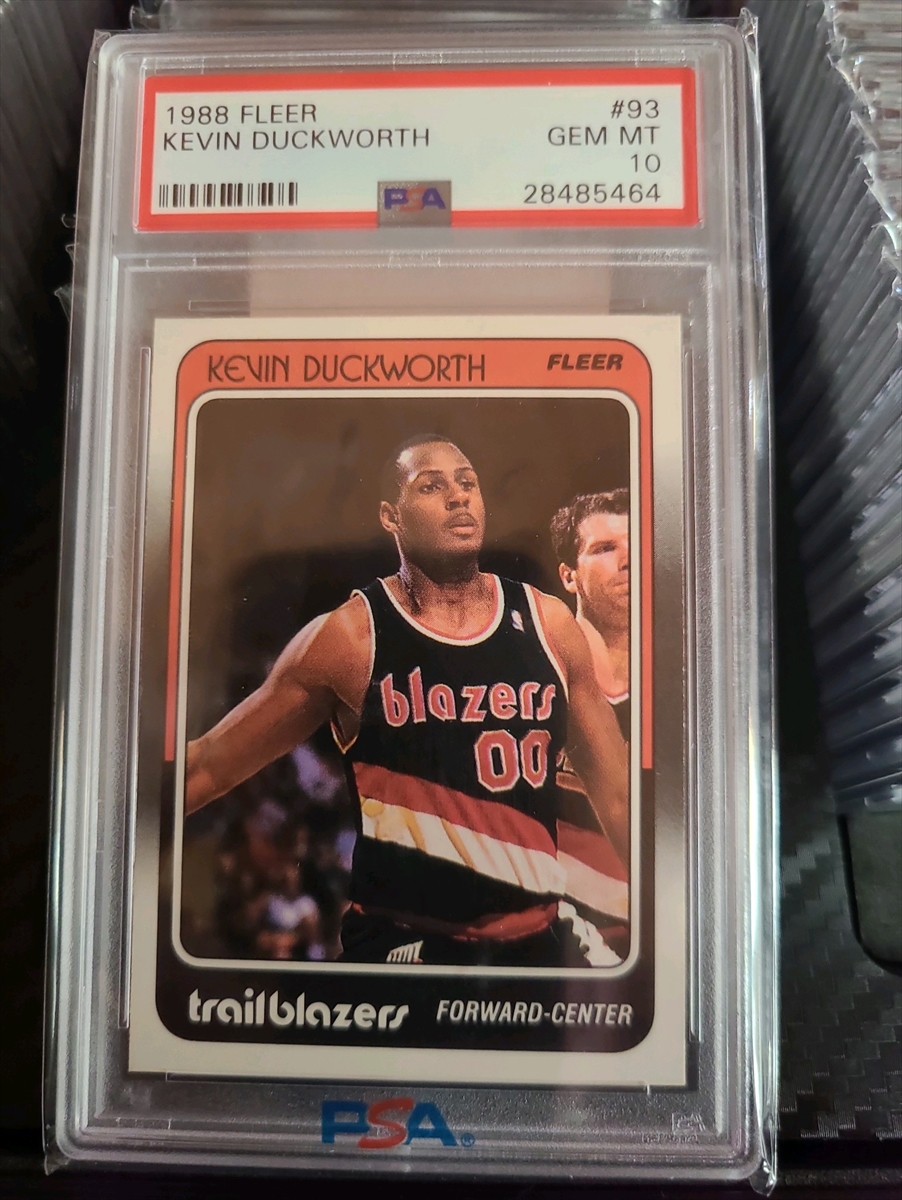 1988 FLEER #93
KEVIN DUCKWORTH GEM MT
10
PSA 28485464
KEVIN DUCKWORTH FLEER
blazers
00
trailblazers FORWARD-CENTER
PSA